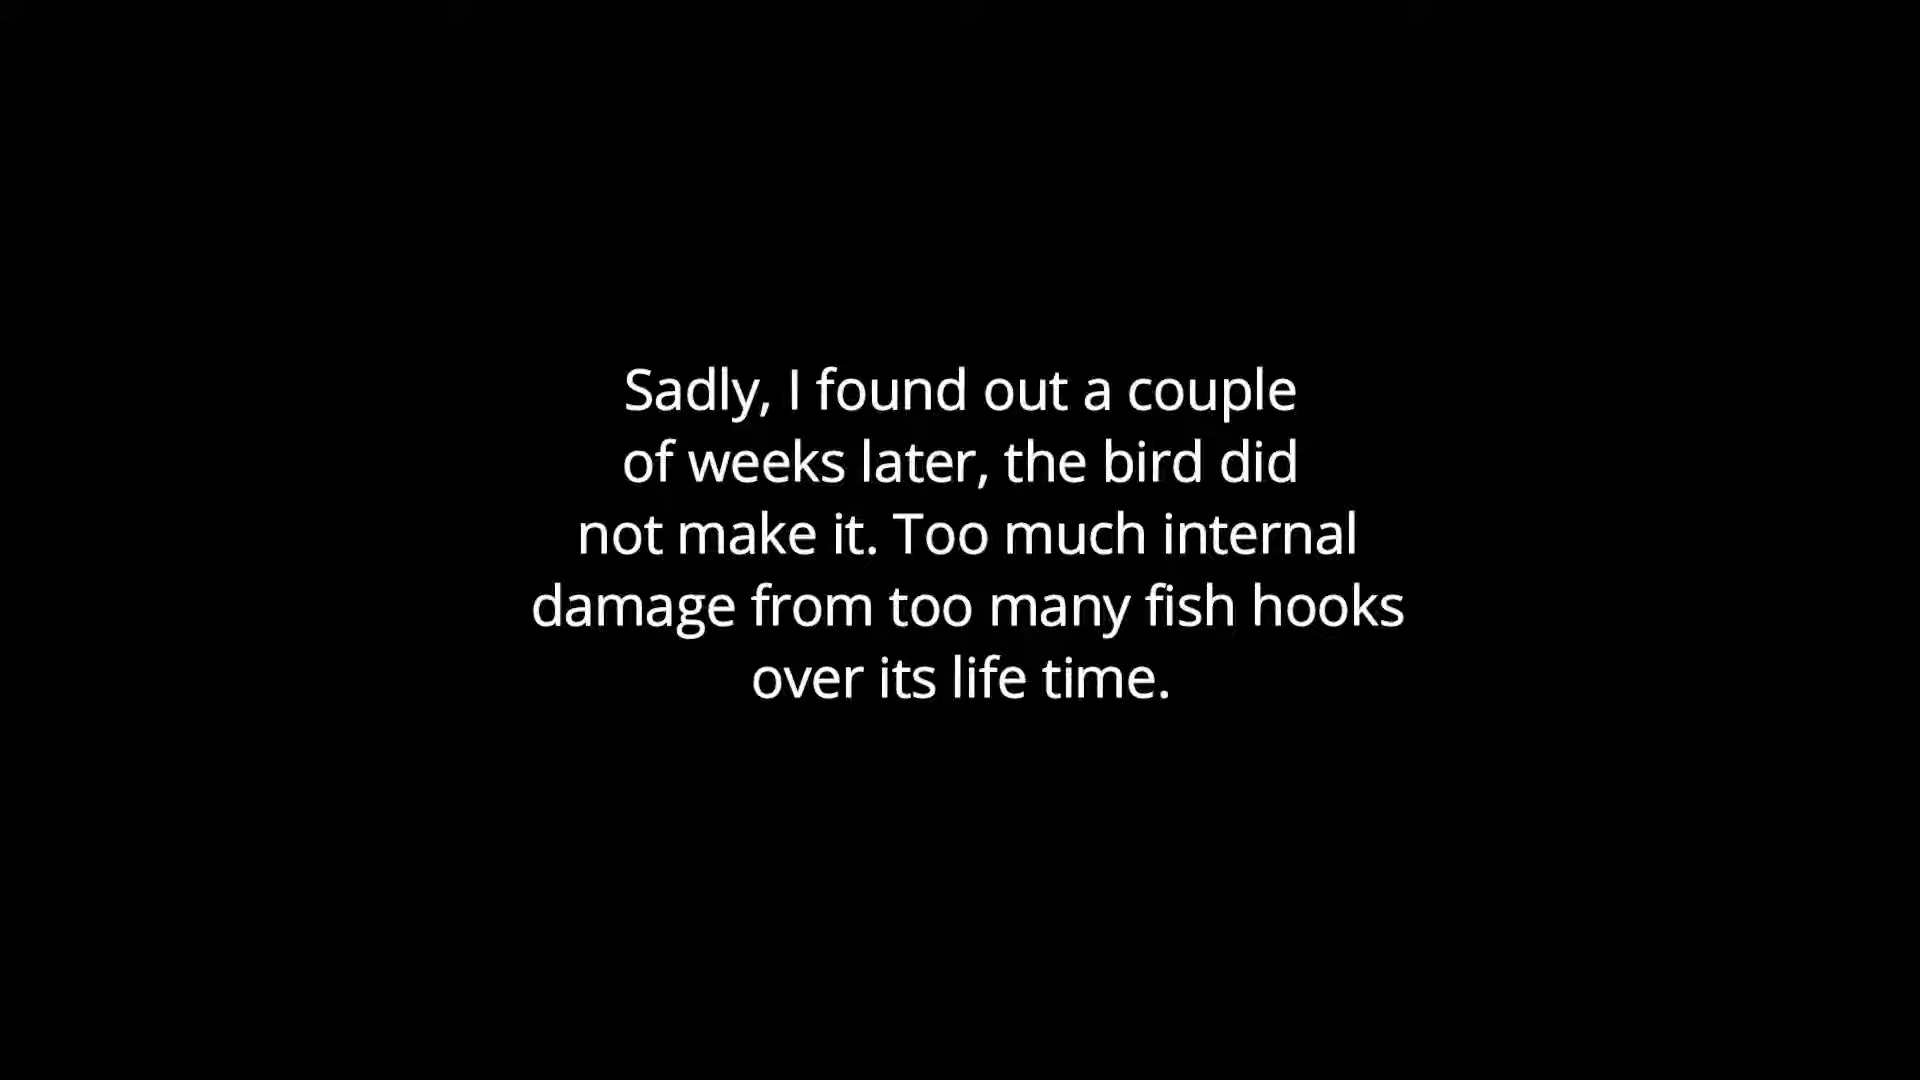 Sadly, I found out a couple
of weeks later, the bird did
not make it. Too much internal
damage from too many fish hooks
over its life time.